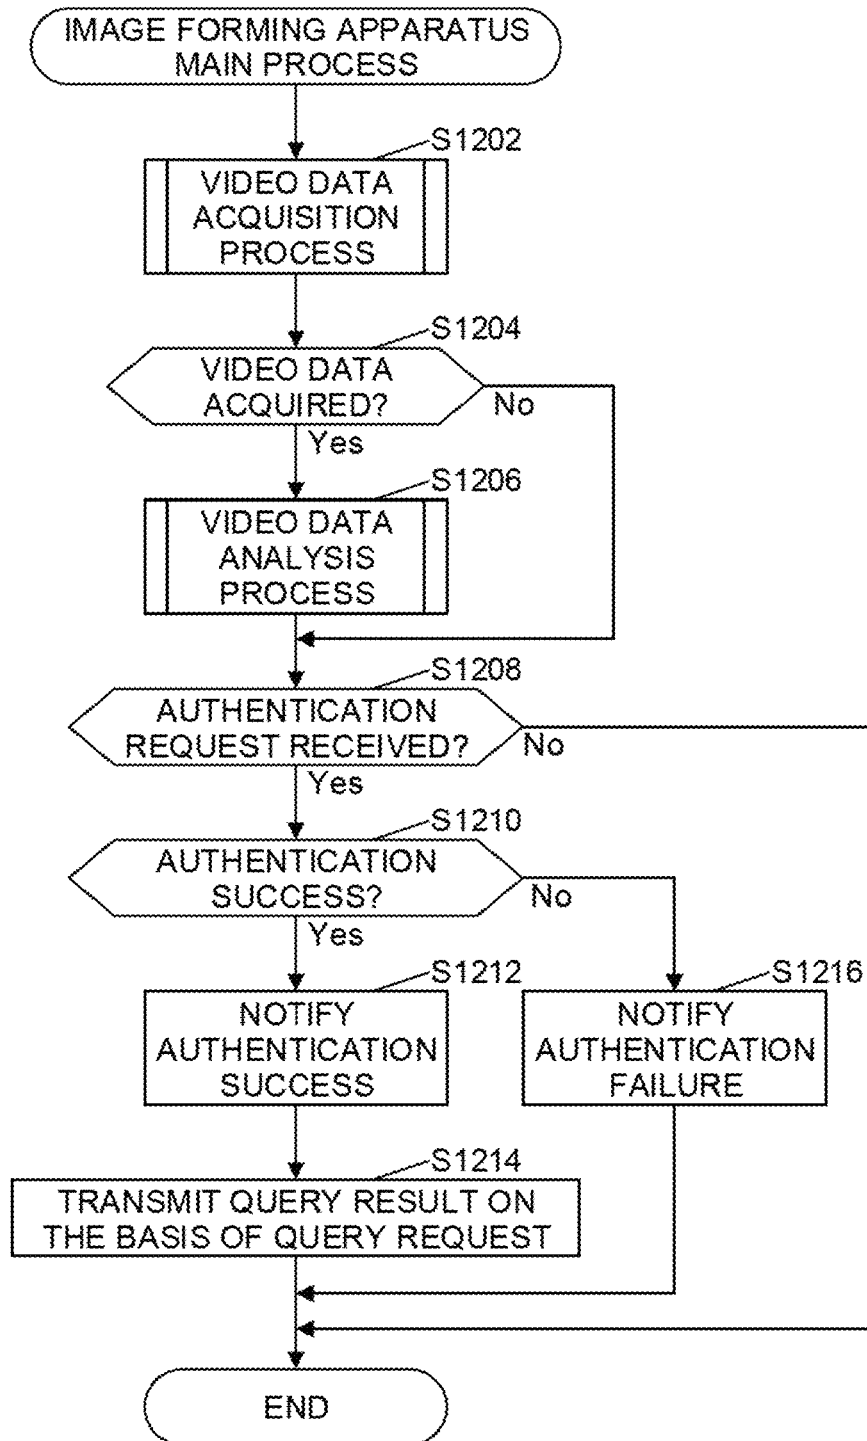 IMAGE FORMING APPARATUS
MAIN PROCESS
S1202
VIDEO DATA
ACQUISITION
PROCESS
S1204
VIDEO DATA
ACQUIRED?
No
Yes
S1206
VIDEO DATA
ANALYSIS
PROCESS
S1208
AUTHENTICATION
REQUEST RECEIVED?
No
Yes
S1210
AUTHENTICATION
SUCCESS?
No
Yes
S1212
NOTIFY
AUTHENTICATION
SUCCESS
S1216
NOTIFY
AUTHENTICATION
FAILURE
S1214
TRANSMIT QUERY RESULT ON
THE BASIS OF QUERY REQUEST
END